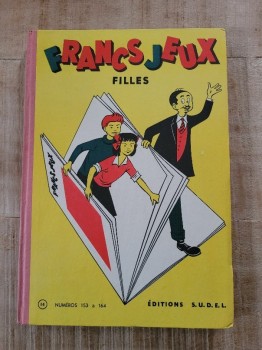 FRANCS JEUX
FILLES
14 NUMÉROS 153 à 164 ÉDITIONS S.U.D.E.L.